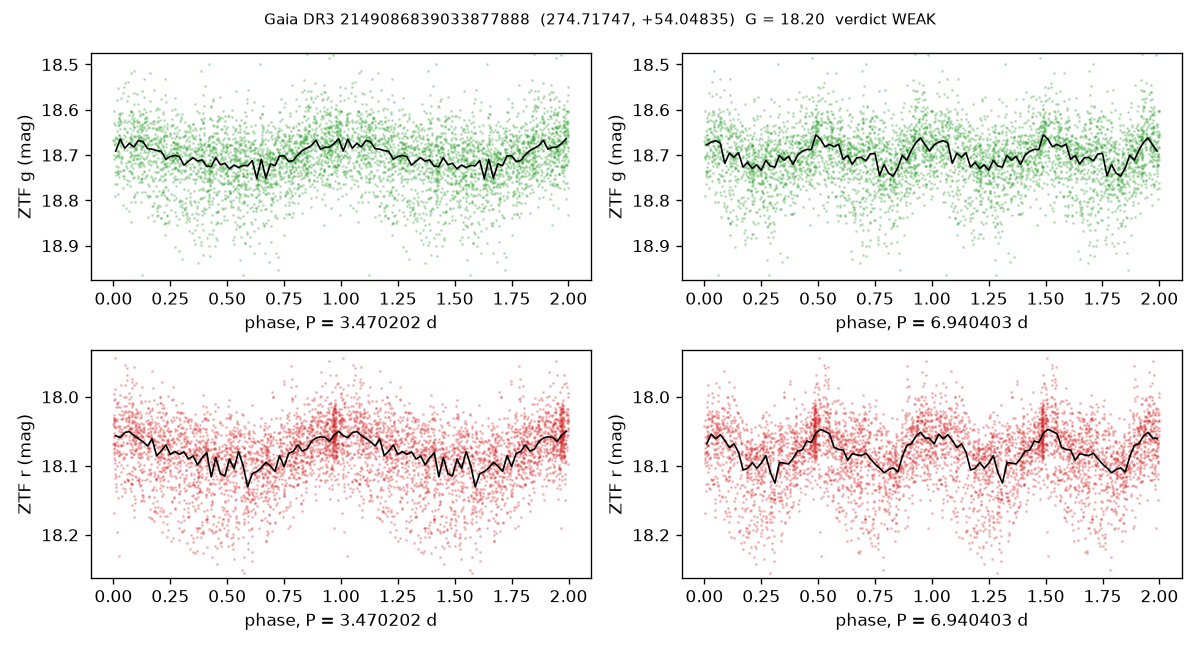 Gaia DR3 2149086839033877888 (274.71747, +54.04835) G = 18.20 verdict WEAK
ZTF g (mag)
18.5
18.6
18.7
18.8
18.9
0.00 0.25 0.50 0.75 1.00 1.25 1.50 1.75 2.00
phase, P = 3.470202 d
ZTF g (mag)
18.5
18.6
18.7
18.8
18.9
0.00 0.25 0.50 0.75 1.00 1.25 1.50 1.75 2.00
phase, P = 6.940403 d
ZTF r (mag)
18.0
18.1
18.2
0.00 0.25 0.50 0.75 1.00 1.25 1.50 1.75 2.00
phase, P = 3.470202 d
ZTF r (mag)
18.0
18.1
18.2
0.00 0.25 0.50 0.75 1.00 1.25 1.50 1.75 2.00
phase, P = 6.940403 d